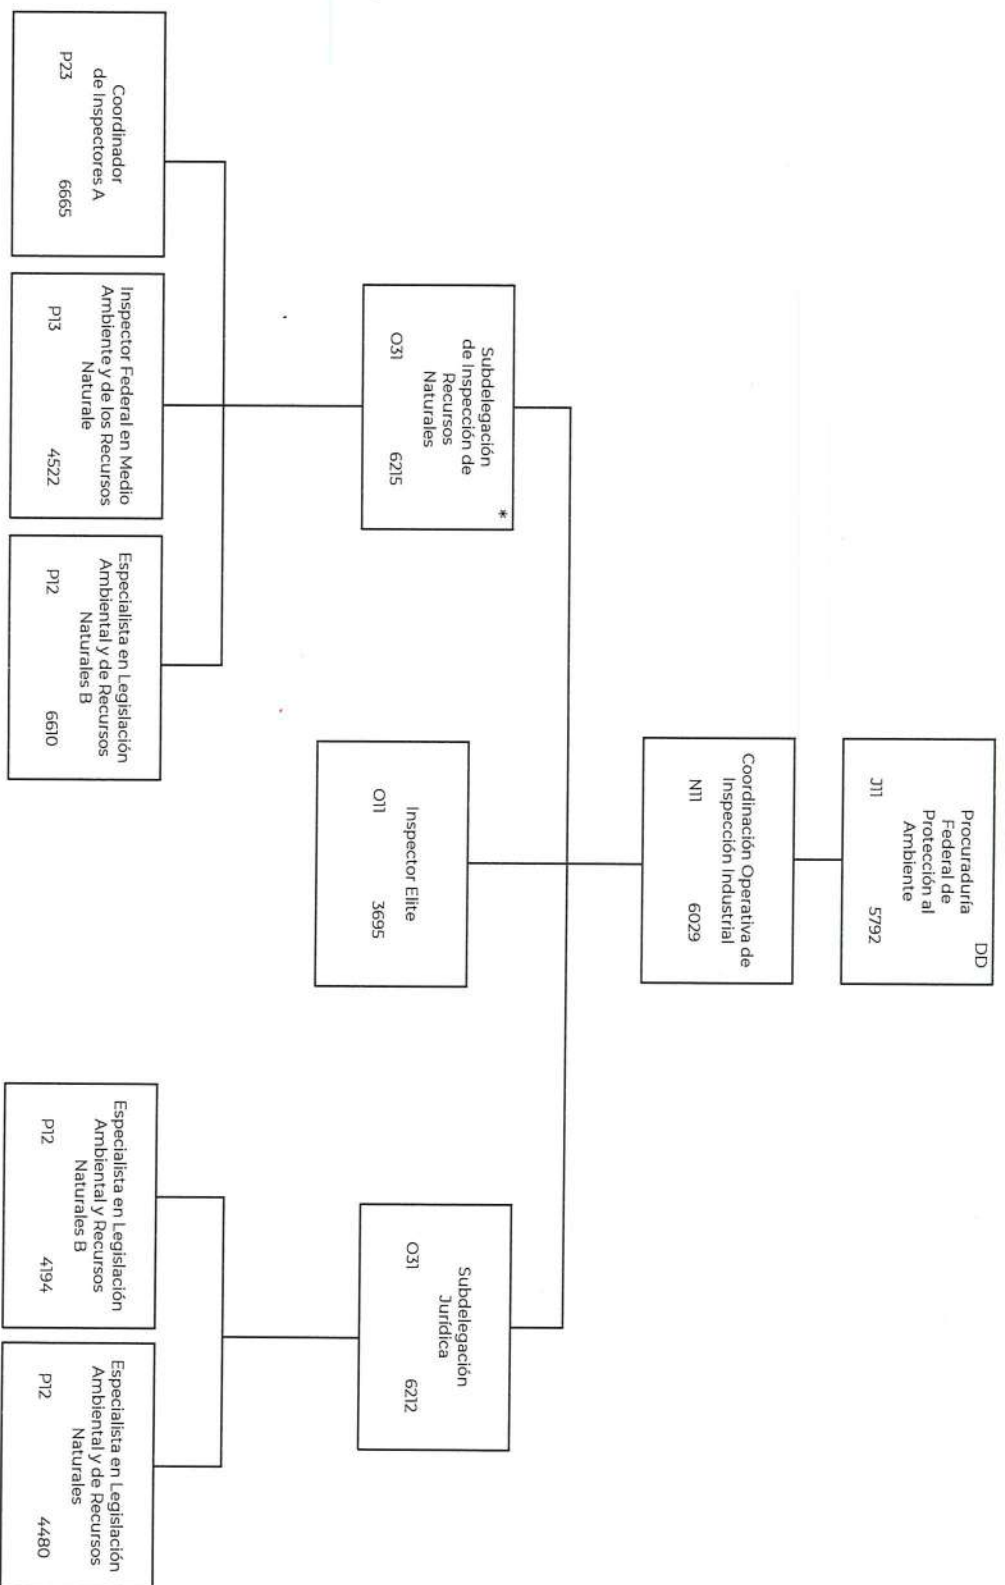 DD
Procuraduría
Federal de
Protección al
Ambiente
J11 5792
Coordinación Operativa de
Inspección Industrial
N11 6029
*
Subdelegación
de Inspección de
Recursos
Naturales
O31 6215
Inspector Elite
O11 3695
Subdelegación
Jurídica
O31 6212
Coordinador
de Inspectores A
P23 6665
Inspector Federal en Medio
Ambiente y de los Recursos
Naturale
P13 4522
Especialista en Legislación
Ambiental y de Recursos
Naturales B
P12 6610
Especialista en Legislación
Ambiental y Recursos
Naturales B
P12 4194
Especialista en Legislación
Ambiental y de Recursos
Naturales
P12 4480